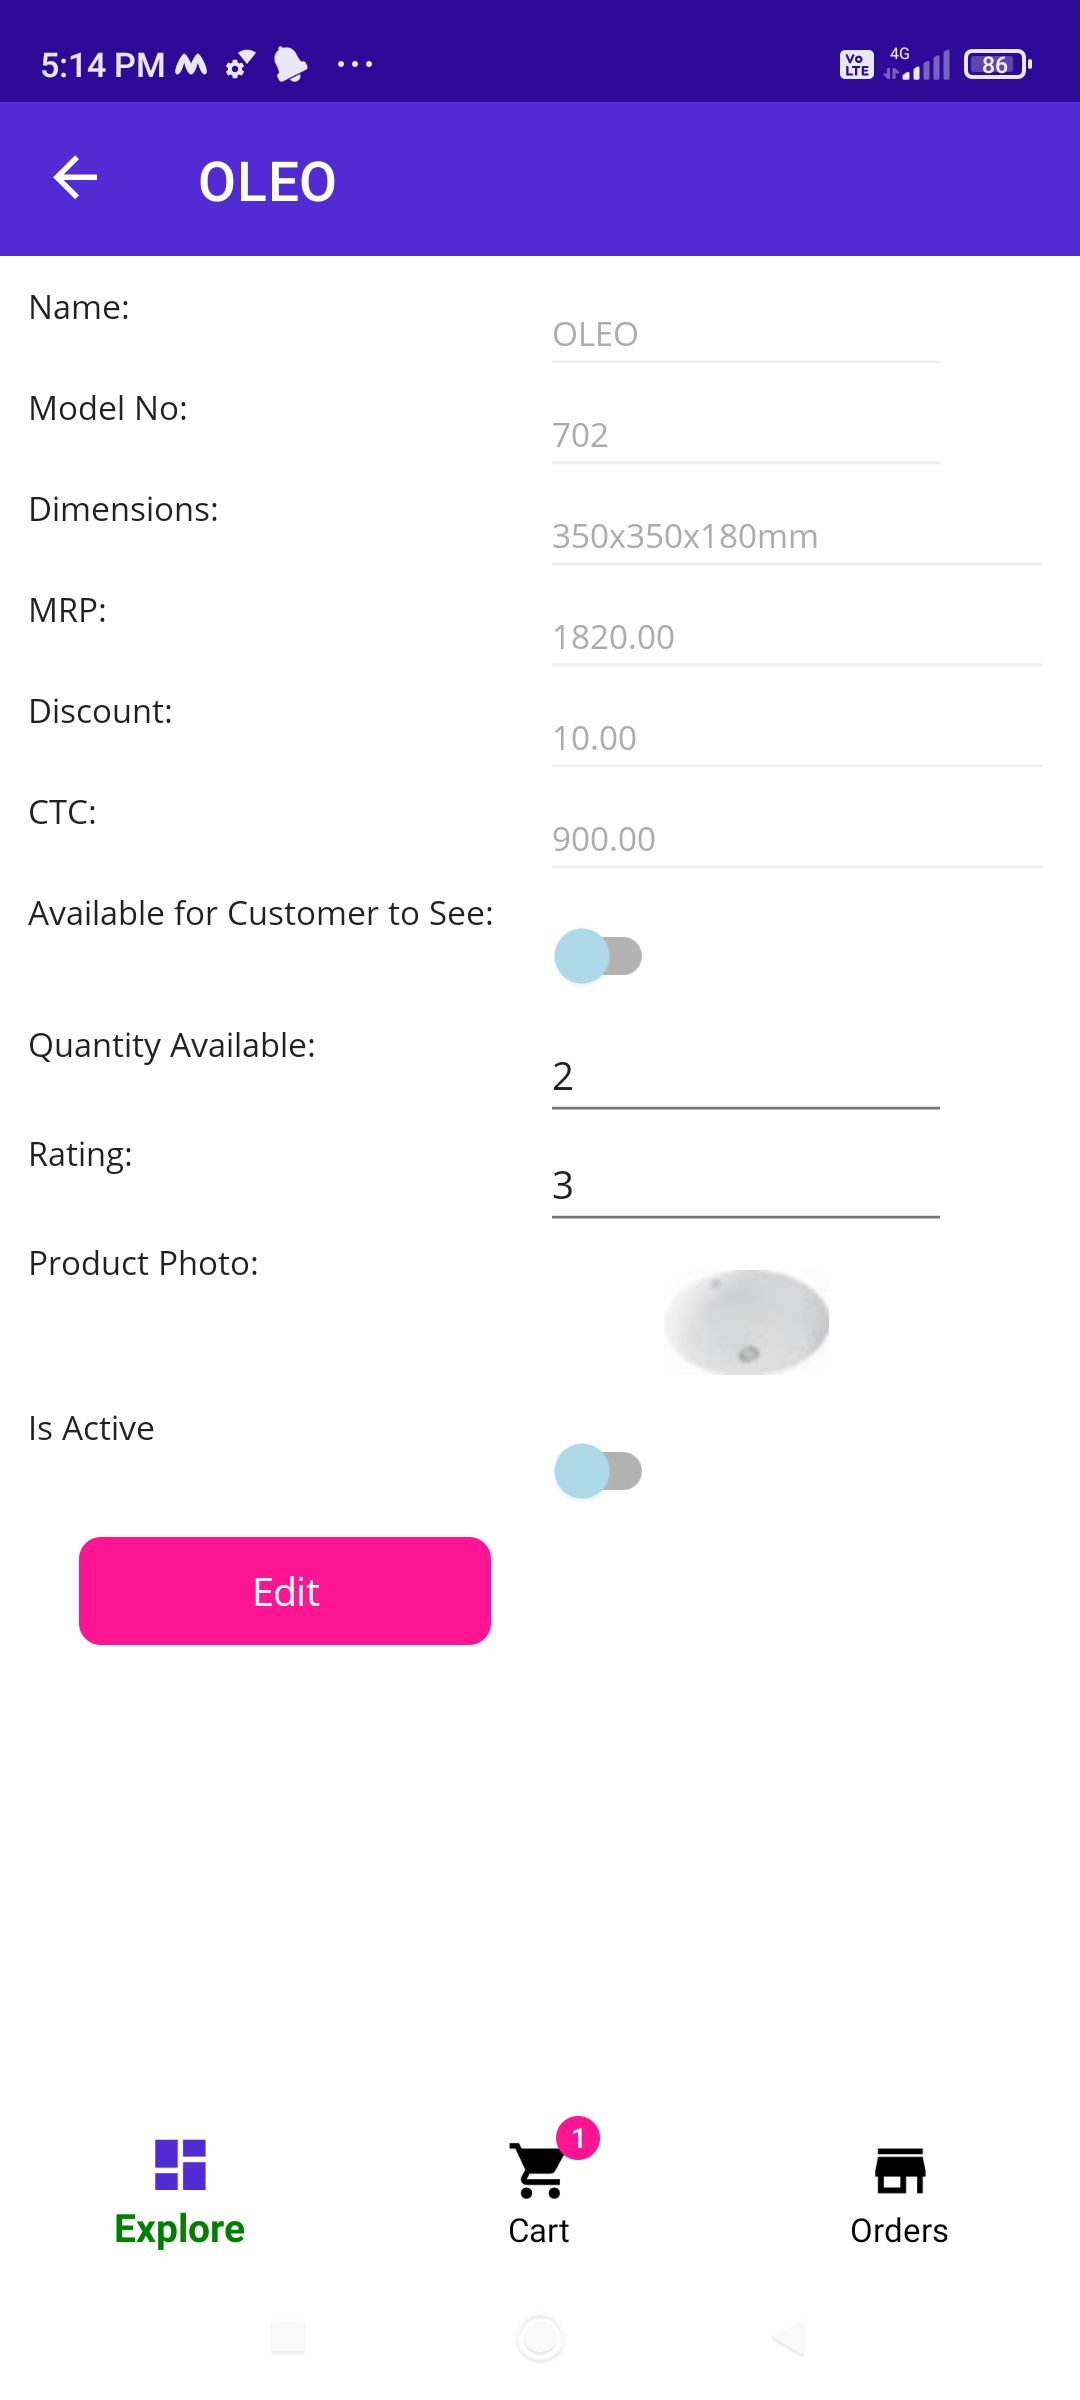 5:14 PM ... Vo LTE 4G 86
OLEO
Name:
OLEO
Model No:
702
Dimensions:
350x350x180mm
MRP:
1820.00
Discount:
10.00
CTC:
900.00
Available for Customer to See:
Quantity Available:
2
Rating:
3
Product Photo:
Is Active
Edit
1
Explore Cart Orders